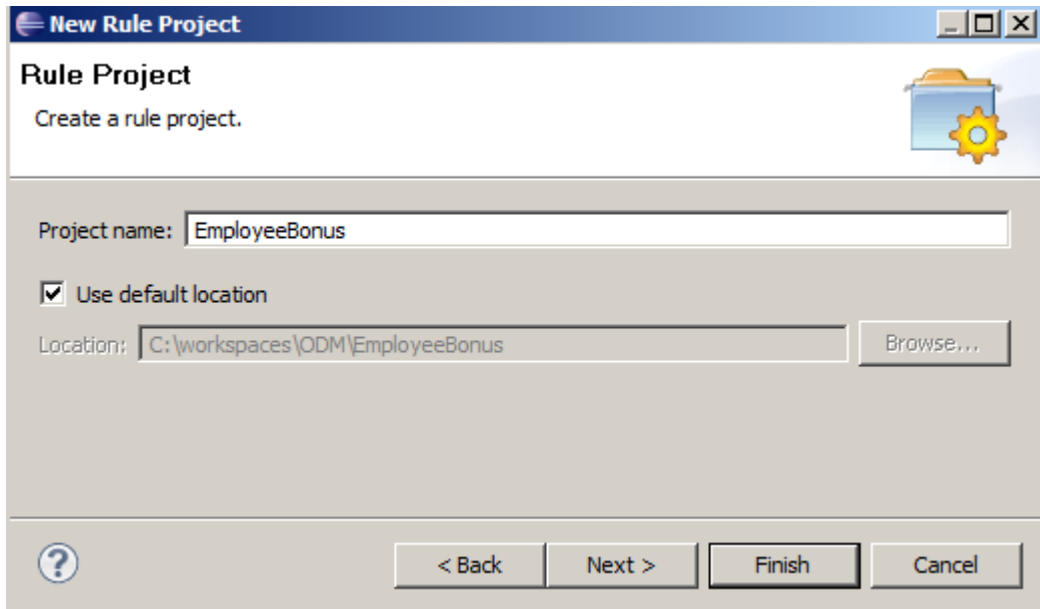 New Rule Project
Rule Project
Create a rule project.
Project name: EmployeeBonus
Use default location
Location: C:\workspaces\ODM\EmployeeBonus Browse...
? < Back Next > Finish Cancel